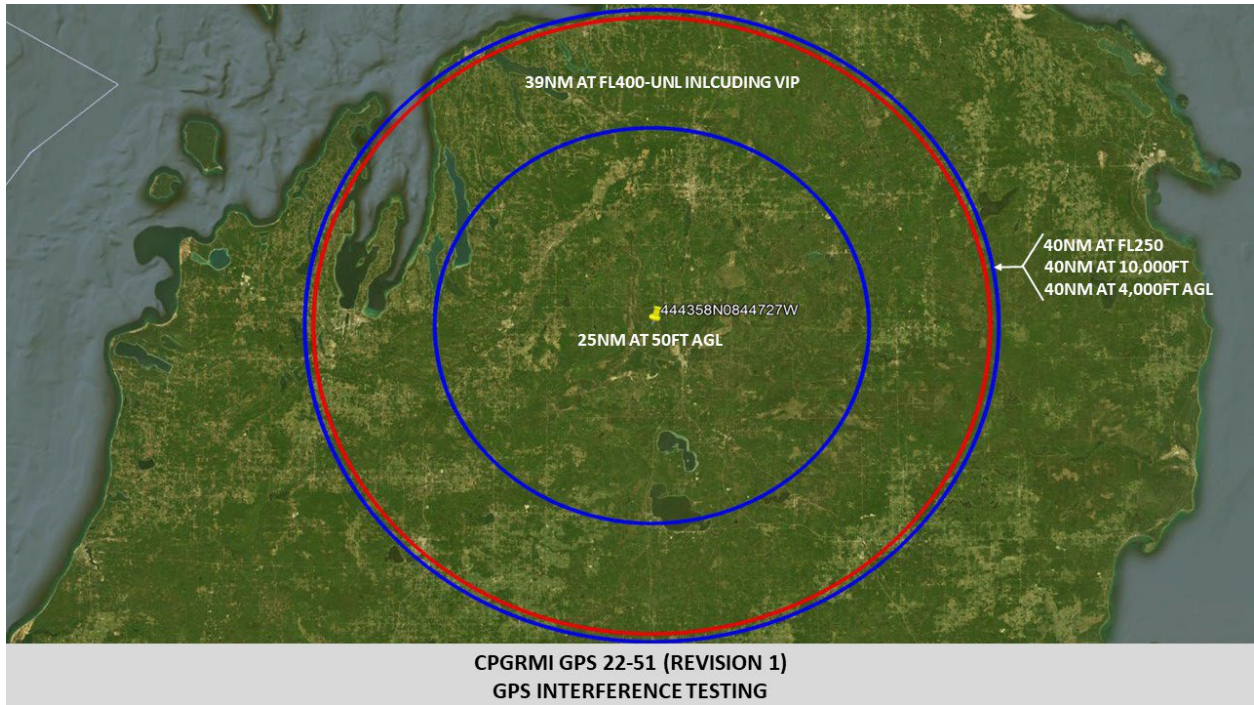 39NM AT FL400-UNL INLCUDING VIP
40NM AT FL250
40NM AT 10,000FT
40NM AT 4,000FT AGL
444358N0844727W
25NM AT 50FT AGL
CPGRMI GPS 22-51 (REVISION 1)
GPS INTERFERENCE TESTING